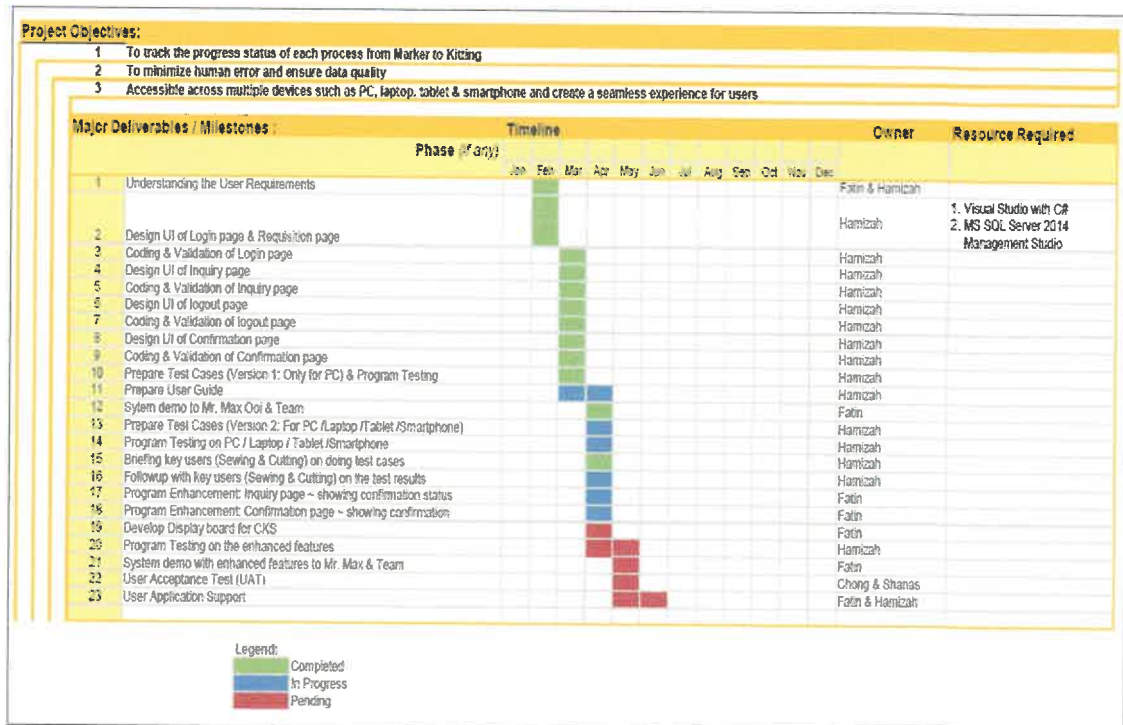 Project Objectives:
1 To track the progress status of each process from Marker to Kitting
2 To minimize human error and ensure data quality
3 Accessible across multiple devices such as PC, laptop, tablet & smartphone and create a seamless experience for users
Major Deliverables / Milestones : Timeline Owner Resource Required
Phase (if any)
Jan Feb Mar Apr May Jun Jul Aug Sep Oct Nov Dec
1 Understanding the User Requirements Fatin & Hamizah
1. Visual Studio with C#
2 Design UI of Login page & Requisition page Hamizah 2. MS SQL Server 2014
Management Studio
3 Coding & Validation of Login page Hamizah
4 Design UI of Inquiry page Hamizah
5 Coding & Validation of Inquiry page Hamizah
6 Design UI of logout page Hamizah
7 Coding & Validation of logout page Hamizah
8 Design UI of Confirmation page Hamizah
9 Coding & Validation of Confirmation page Hamizah
10 Prepare Test Cases (Version 1: Only for PC) & Program Testing Hamizah
11 Prepare User Guide Hamizah
12 Sytem demo to Mr. Max Ooi & Team Fatin
13 Prepare Test Cases (Version 2: For PC /Laptop /Tablet /Smartphone) Hamizah
14 Program Testing on PC / Laptop / Tablet /Smartphone Hamizah
15 Briefing key users (Sewing & Cutting) on doing test cases Hamizah
16 Followup with key users (Sewing & Cutting) on the test results Hamizah
17 Program Enhancement: Inquiry page ~ showing confirmation status Fatin
18 Program Enhancement: Confirmation page ~ showing confirmation Fatin
19 Develop Display board for CKS Fatin
20 Program Testing on the enhanced features Hamizah
21 System demo with enhanced features to Mr. Max & Team Fatin
22 User Acceptance Test (UAT) Chong & Shanas
23 User Application Support Fatin & Hamizah
Legend:
Completed
In Progress
Pending